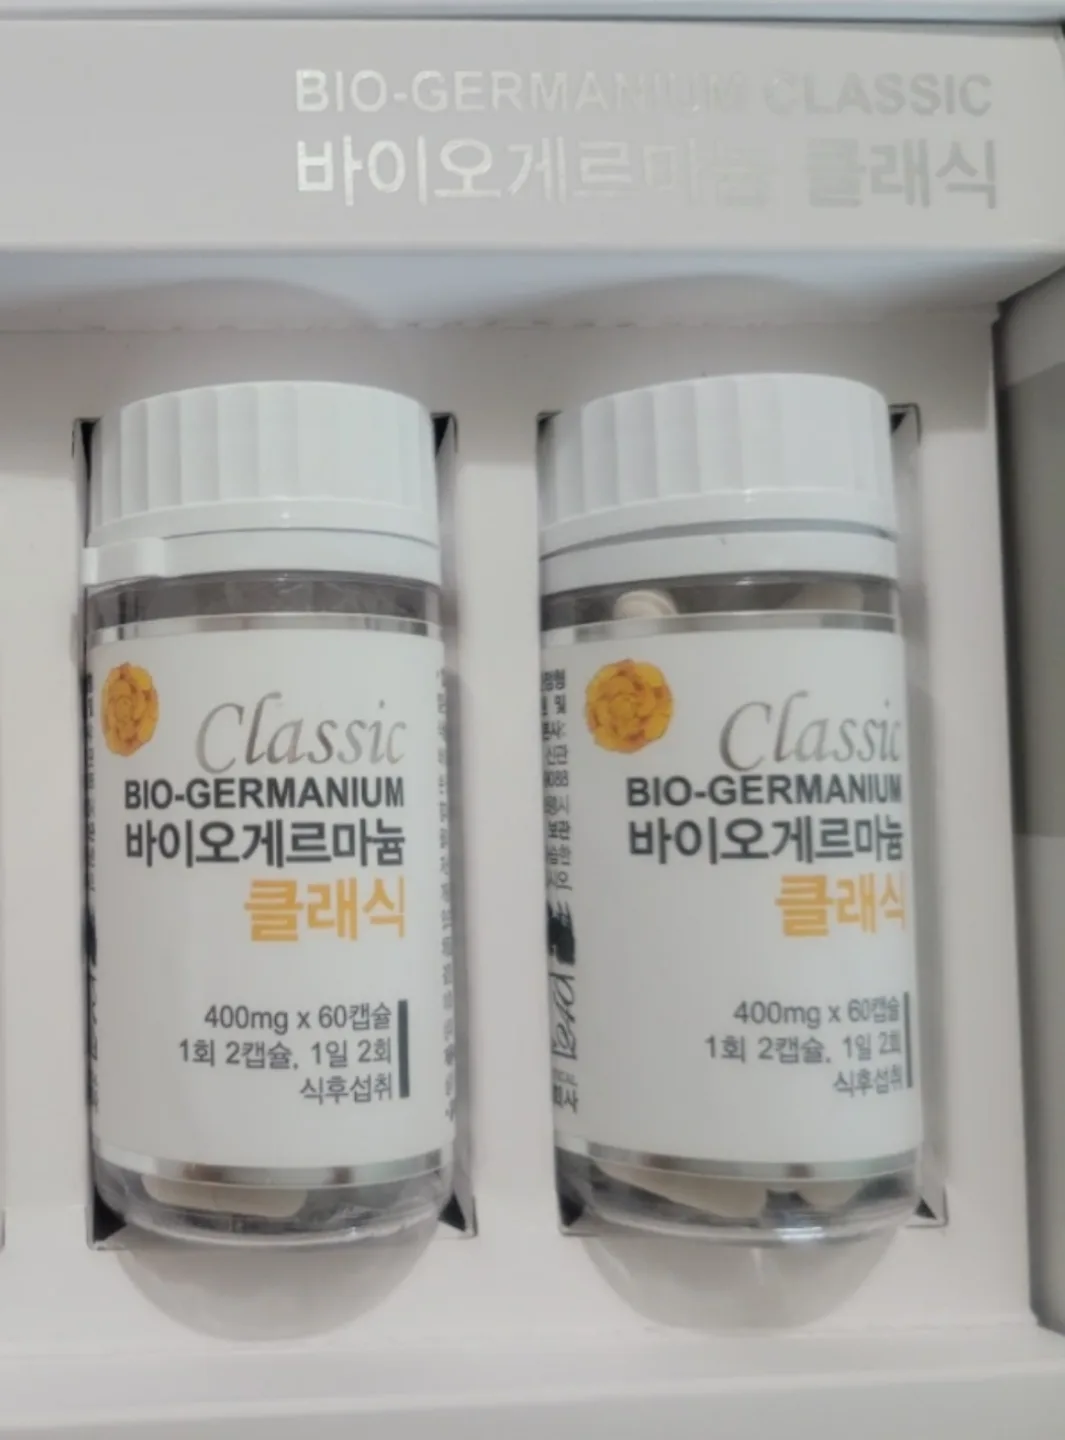 BIO-GERMANIUM CLASSIC
바이오게르마늄 클래식
Classic
BIO-GERMANIUM
바이오게르마늄
클래식
400mg x 60캡슐
1회 2캡슐, 1일 2회
식후섭취
Classic
BIO-GERMANIUM
바이오게르마늄
클래식
400mg x 60캡슐
1회 2캡슐, 1일 2회
식후섭취